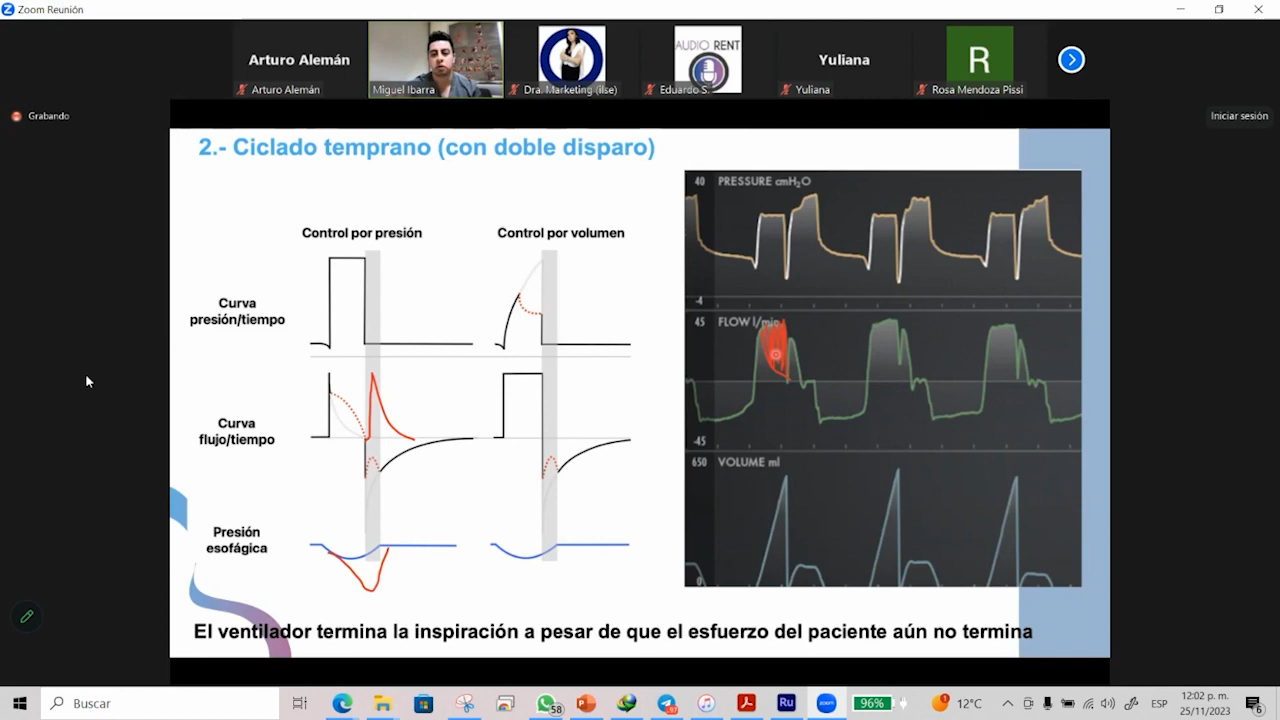 Zoom Reunión
Arturo Alemán
Arturo Alemán
Miguel Ibarra
Dra. Marketing (ilse)
AUDIO RENT
Eduardo S.
Yuliana
Yuliana
R
Rosa Mendoza Pissi
Grabando
Iniciar sesión
2.- Ciclado temprano (con doble disparo)
Control por presión
Control por volumen
Curva
presión/tiempo
Curva
flujo/tiempo
Presión
esofágica
40 PRESSURE cmH2O
-4
45 FLOW l/min
-45
650 VOLUME ml
0
El ventilador termina la inspiración a pesar de que el esfuerzo del paciente aún no termina
Buscar
58
Ru
zoom
96%
12°C
ESP
12:02 p. m.
25/11/2023
6